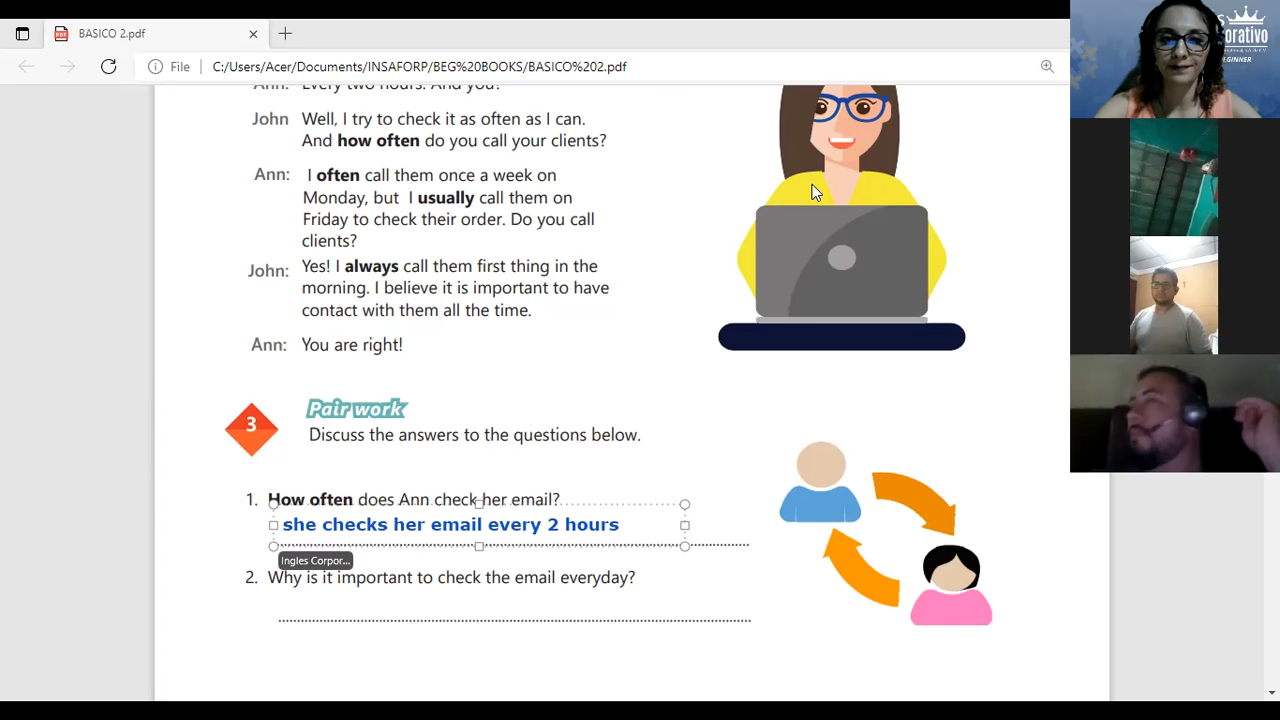 BASICO 2.pdf
File C:/Users/Acer/Documents/INSAFORP/BEG%20BOOKS/BASICO%202.pdf
Ann: Every two hours. And you?
John Well, I try to check it as often as I can.
And how often do you call your clients?
Ann: I often call them once a week on
Monday, but I usually call them on
Friday to check their order. Do you call
clients?
John: Yes! I always call them first thing in the
morning. I believe it is important to have
contact with them all the time.
Ann: You are right!
3 Pair work
Discuss the answers to the questions below.
1. How often does Ann check her email?
she checks her email every 2 hours
Ingles Corpor...
2. Why is it important to check the email everyday?
orativo